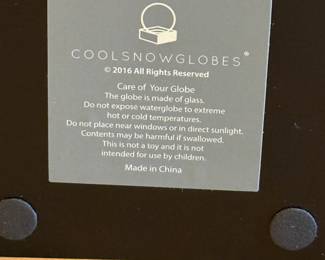 COOLSNOWGLOBES®
© 2016 All Rights Reserved
Care of Your Globe
The globe is made of glass.
Do not expose waterglobe to extreme
hot or cold temperatures.
Do not place near windows or in direct sunlight.
Contents may be harmful if swallowed.
This is not a toy and it is not
intended for use by children.
Made in China